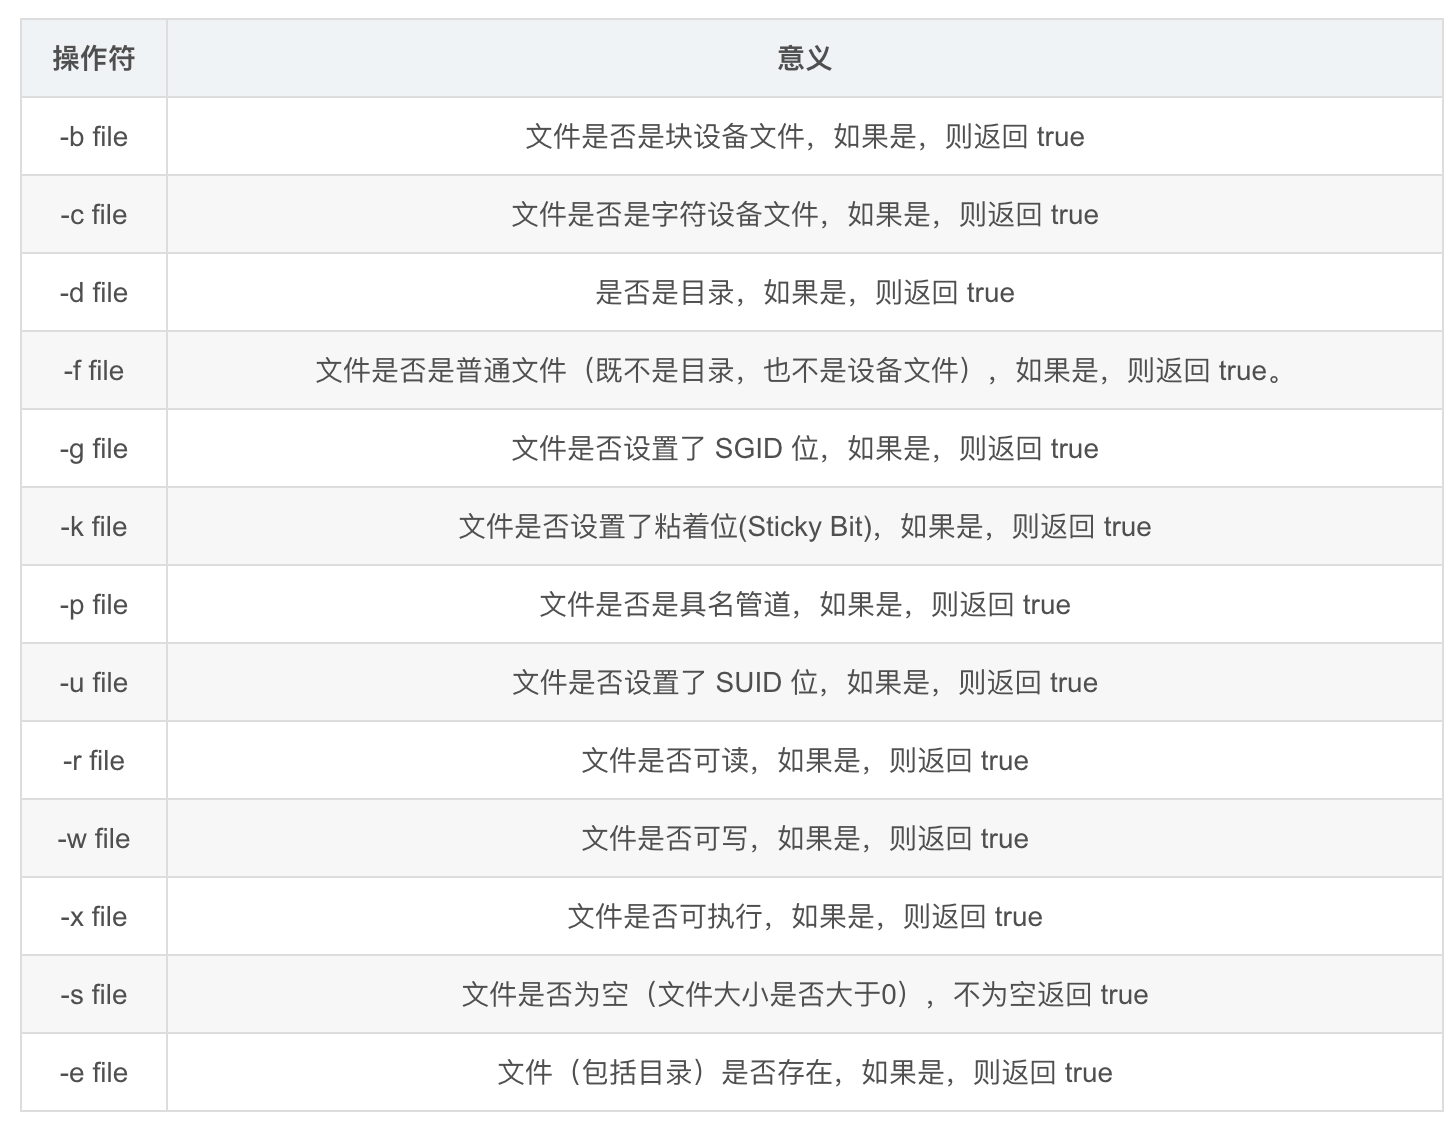 操作符 意义
-b file 文件是否是块设备文件，如果是，则返回 true
-c file 文件是否是字符设备文件，如果是，则返回 true
-d file 是否是目录，如果是，则返回 true
-f file 文件是否是普通文件（既不是目录，也不是设备文件），如果是，则返回 true。
-g file 文件是否设置了 SGID 位，如果是，则返回 true
-k file 文件是否设置了粘着位(Sticky Bit)，如果是，则返回 true
-p file 文件是否是具名管道，如果是，则返回 true
-u file 文件是否设置了 SUID 位，如果是，则返回 true
-r file 文件是否可读，如果是，则返回 true
-w file 文件是否可写，如果是，则返回 true
-x file 文件是否可执行，如果是，则返回 true
-s file 文件是否为空（文件大小是否大于0），不为空返回 true
-e file 文件（包括目录）是否存在，如果是，则返回 true